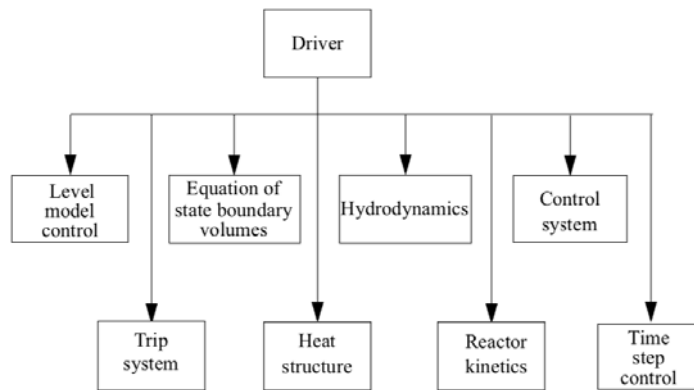 Driver
Level
model
control
Equation of
state boundary
volumes
Hydrodynamics
Control
system
Trip
system
Heat
structure
Reactor
kinetics
Time
step
control